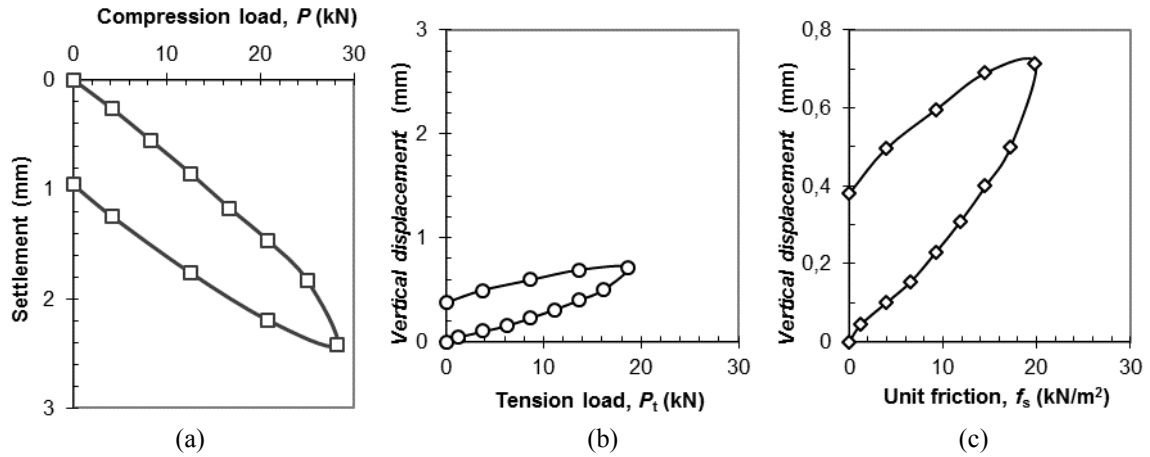 Compression load, P (kN)
0 10 20 30
0
1
2
3
Settlement (mm)
(a)
3
2
1
0
Vertical displacement (mm)
0 10 20 30
Tension load, Pt (kN)
(b)
0,8
0,6
0,4
0,2
0
Vertical displacement (mm)
0 10 20 30
Unit friction, fs (kN/m²)
(c)